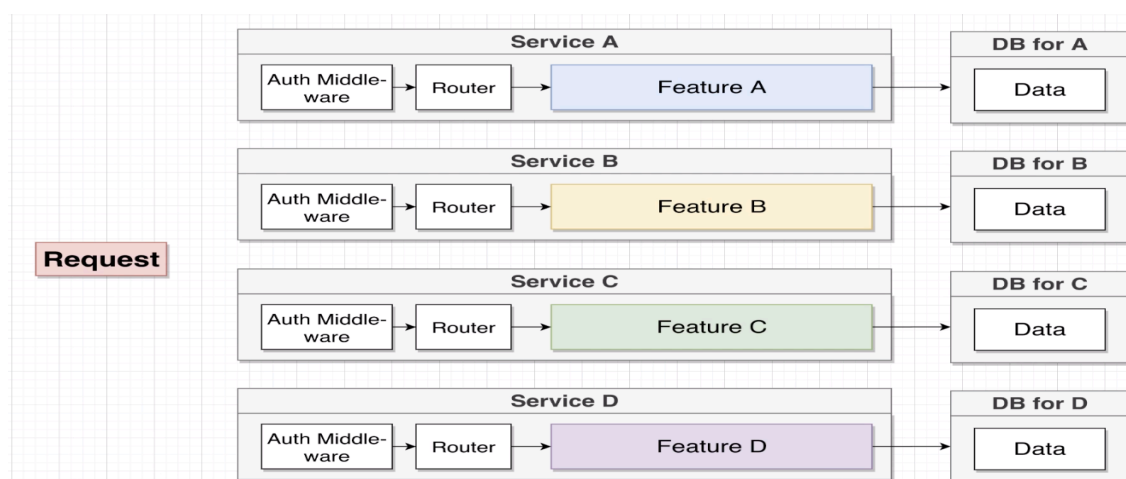 Service A
DB for A
Auth Middle-
ware
Router
Feature A
Data
Service B
DB for B
Auth Middle-
ware
Router
Feature B
Data
Request
Service C
DB for C
Auth Middle-
ware
Router
Feature C
Data
Service D
DB for D
Auth Middle-
ware
Router
Feature D
Data